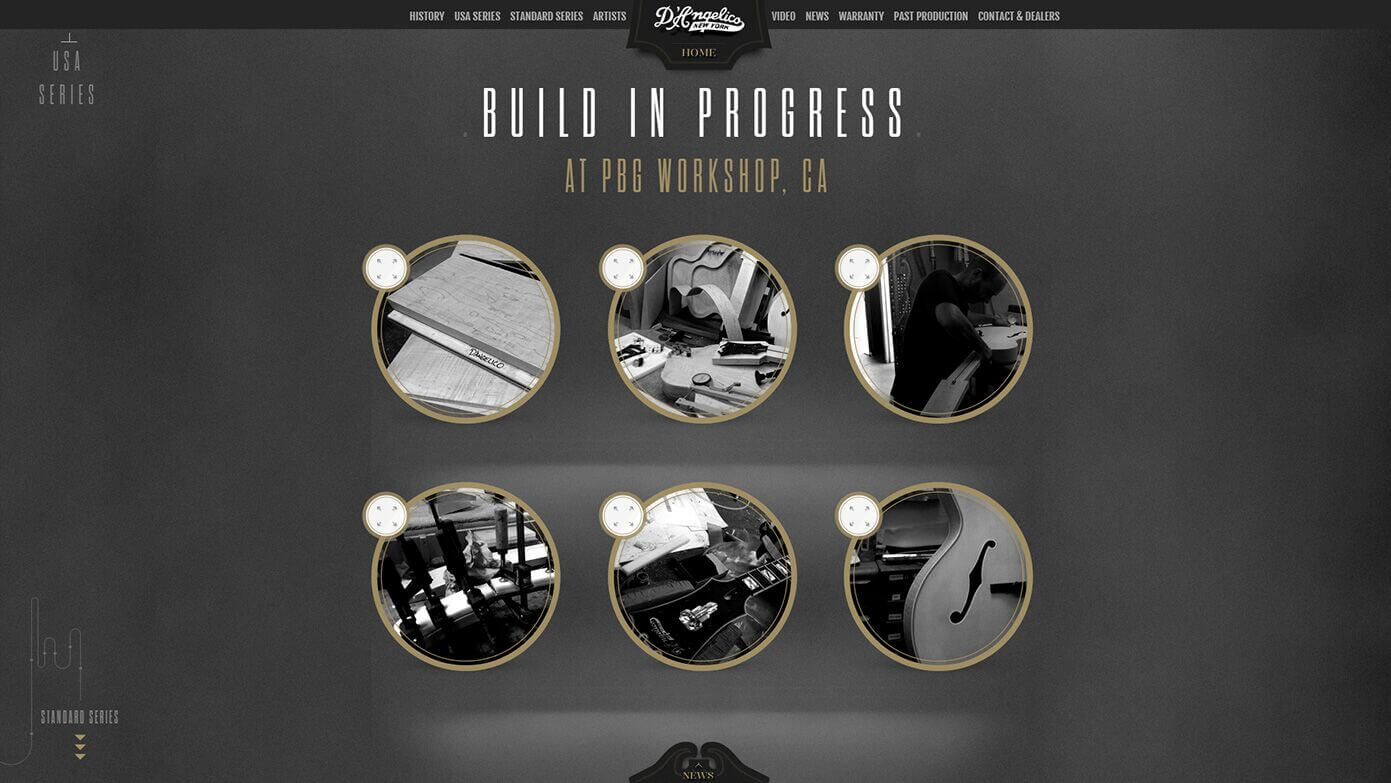 HISTORY USA SERIES STANDARD SERIES ARTISTS
D'Angelico
NEW YORK
HOME
VIDEO NEWS WARRANTY PAST PRODUCTION CONTACT & DEALERS
USA
SERIES
BUILD IN PROGRESS
AT PBG WORKSHOP, CA
D'ANGELICO
STANDARD SERIES
NEWS